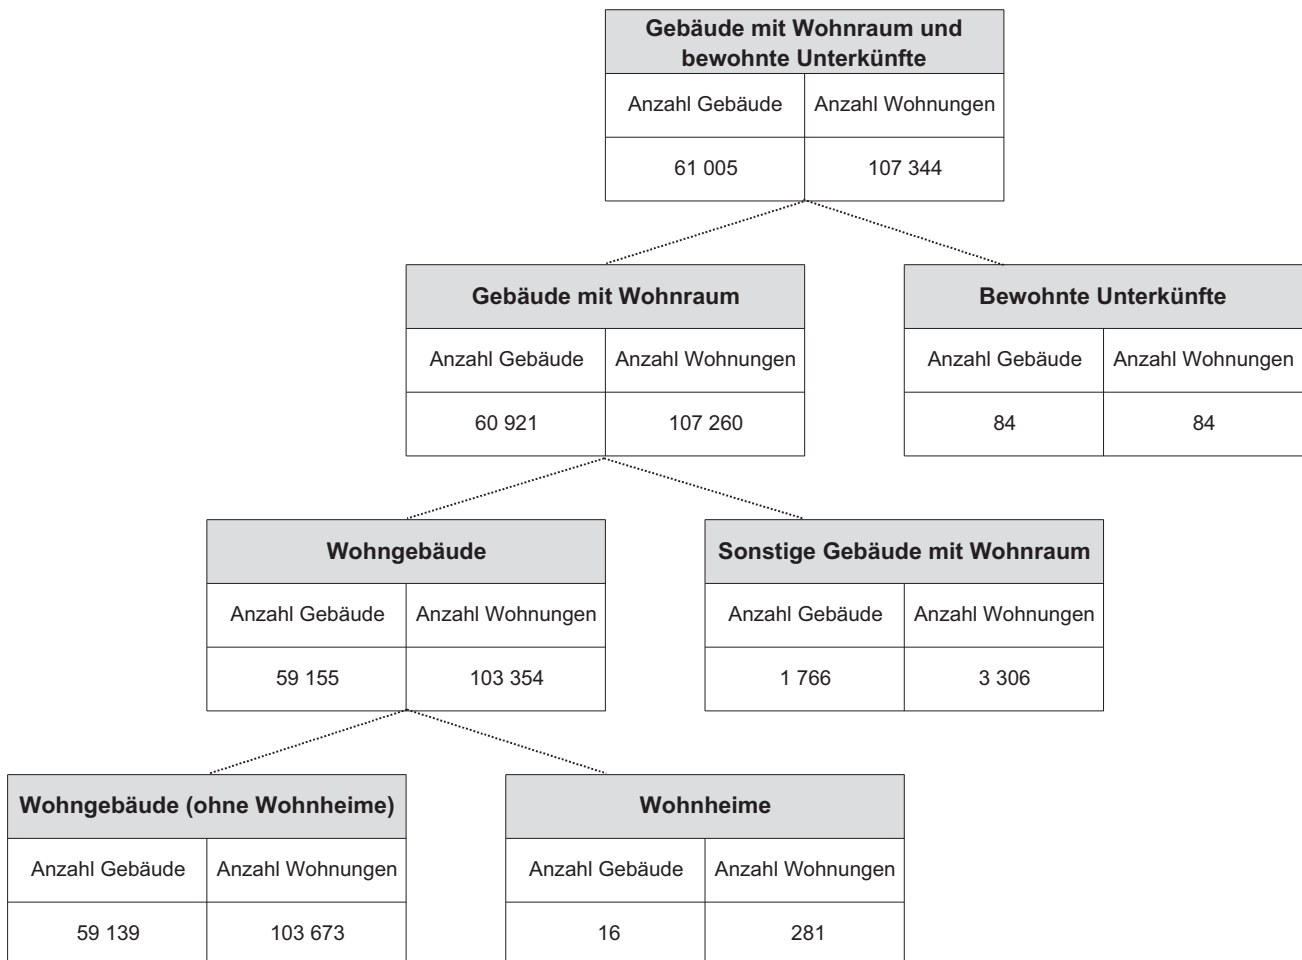 Gebäude mit Wohnraum und
bewohnte Unterkünfte
Anzahl Gebäude Anzahl Wohnungen
61 005 107 344
Gebäude mit Wohnraum Bewohnte Unterkünfte
Anzahl Gebäude Anzahl Wohnungen Anzahl Gebäude Anzahl Wohnungen
60 921 107 260 84 84
Wohngebäude Sonstige Gebäude mit Wohnraum
Anzahl Gebäude Anzahl Wohnungen Anzahl Gebäude Anzahl Wohnungen
59 155 103 354 1 766 3 306
Wohngebäude (ohne Wohnheime) Wohnheime
Anzahl Gebäude Anzahl Wohnungen Anzahl Gebäude Anzahl Wohnungen
59 139 103 673 16 281